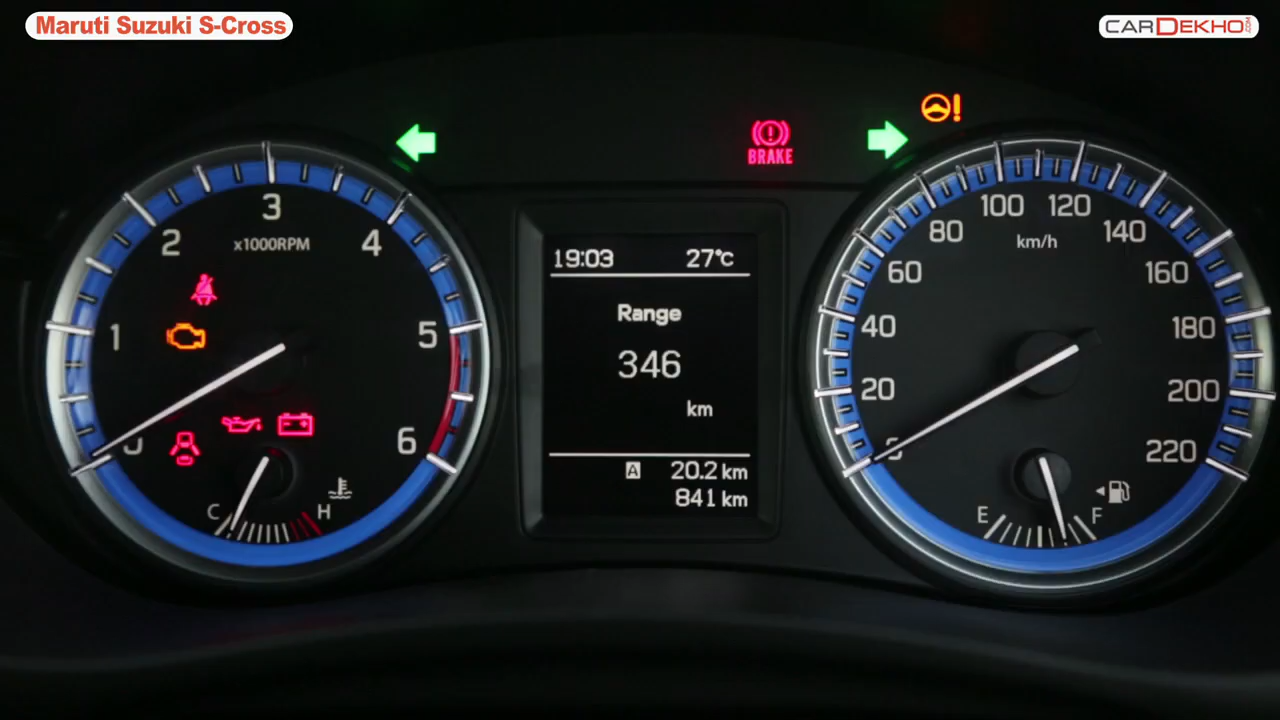 Maruti Suzuki S-Cross
CARDEKHO.COM
BRAKE
3
x1000RPM
2
4
1
5
6
C
H
19:03 27°C
Range
346
km
A 20.2 km
841 km
100 120
km/h
80 140
60 160
40 180
20 200
220
E
F